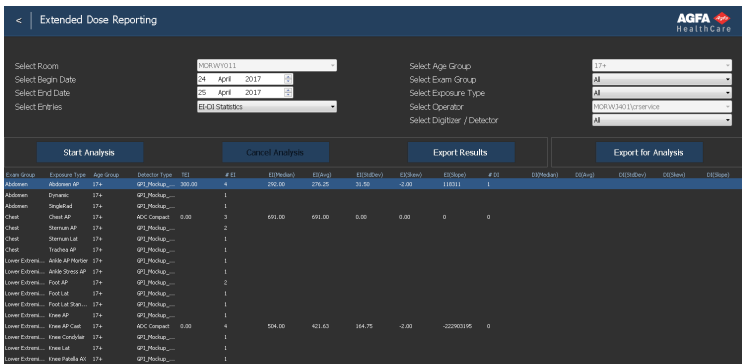 < Extended Dose Reporting
AGFA
HealthCare
Select Room MORWY011 Select Age Group 17+
Select Begin Date 24 April 2017 Select Exam Group All
Select End Date 25 April 2017 Select Exposure Type All
Select Entries EI-DI Statistics Select Operator MORWJ401\crservice
Select Digitizer / Detector All
Start Analysis Cancel Analysis Export Results Export for Analysis
Exam Group Exposure Type Age Group Detector Type TEI # EI EI(Median) EI(Avg) EI(StdDev) EI(Skew) EI(Slope) # DI DI(Median) DI(Avg) DI(StdDev) DI(Skew) DI(Slope)
Abdomen Abdomen AP 17+ GPI_Mockup_... 300.00 4 292.00 276.25 31.50 -2.00 118311 1
Abdomen Dynamic 17+ GPI_Mockup_... 1
Abdomen SingleRad 17+ GPI_Mockup_... 1
Chest Chest AP 17+ ADC Compact 0.00 3 691.00 691.00 0.00 0.00 0 0
Chest Sternum AP 17+ GPI_Mockup_... 2
Chest Sternum Lat 17+ GPI_Mockup_... 1
Chest Trachea AP 17+ GPI_Mockup_... 1
Lower Extremi... Ankle AP Mortier 17+ GPI_Mockup_... 1
Lower Extremi... Ankle Stress AP 17+ GPI_Mockup_... 1
Lower Extremi... Foot AP 17+ GPI_Mockup_... 2
Lower Extremi... Foot Lat 17+ GPI_Mockup_... 1
Lower Extremi... Foot Lat Stan... 17+ GPI_Mockup_... 1
Lower Extremi... Knee AP 17+ GPI_Mockup_... 1
Lower Extremi... Knee AP Cast 17+ ADC Compact 0.00 4 504.00 421.63 164.75 -2.00 -222903195 0
Lower Extremi... Knee Condylair 17+ GPI_Mockup_... 1
Lower Extremi... Knee Lat 17+ GPI_Mockup_... 1
Lower Extremi... Knee Patella AX 17+ GPI_Mockup_... 1